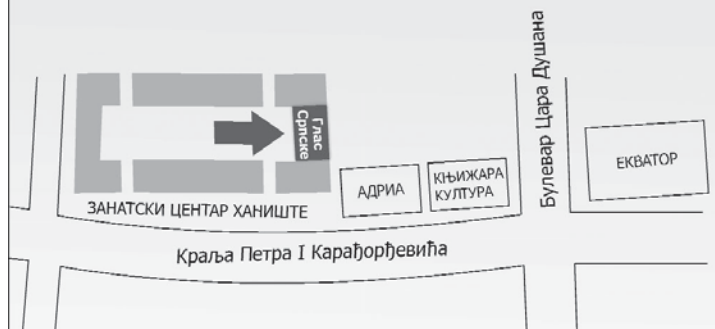 Глас
Српске
ЗАНАТСКИ ЦЕНТАР ХАНИШТЕ
АДРИА
КЊИЖАРА
КУЛТУРА
Булевар Цара Душана
ЕКВАТОР
Краља Петра I Карађорђевића